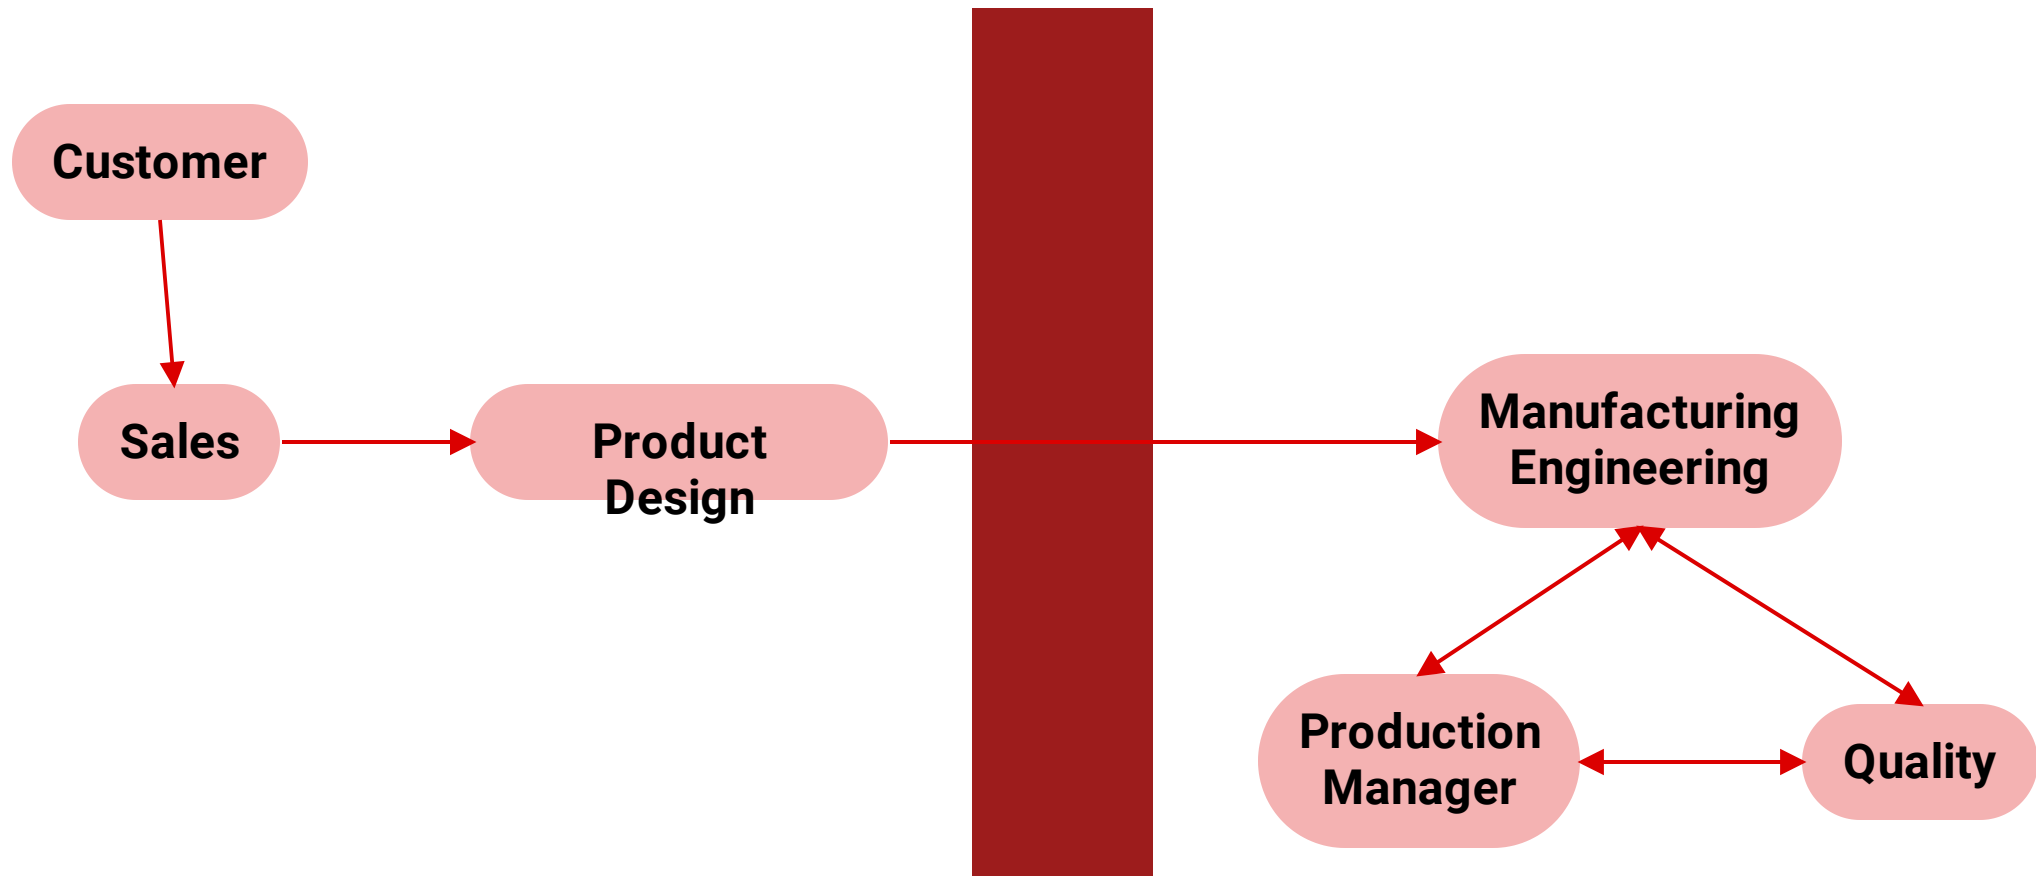 Customer
Sales
Product
Design
Manufacturing
Engineering
Production
Manager
Quality